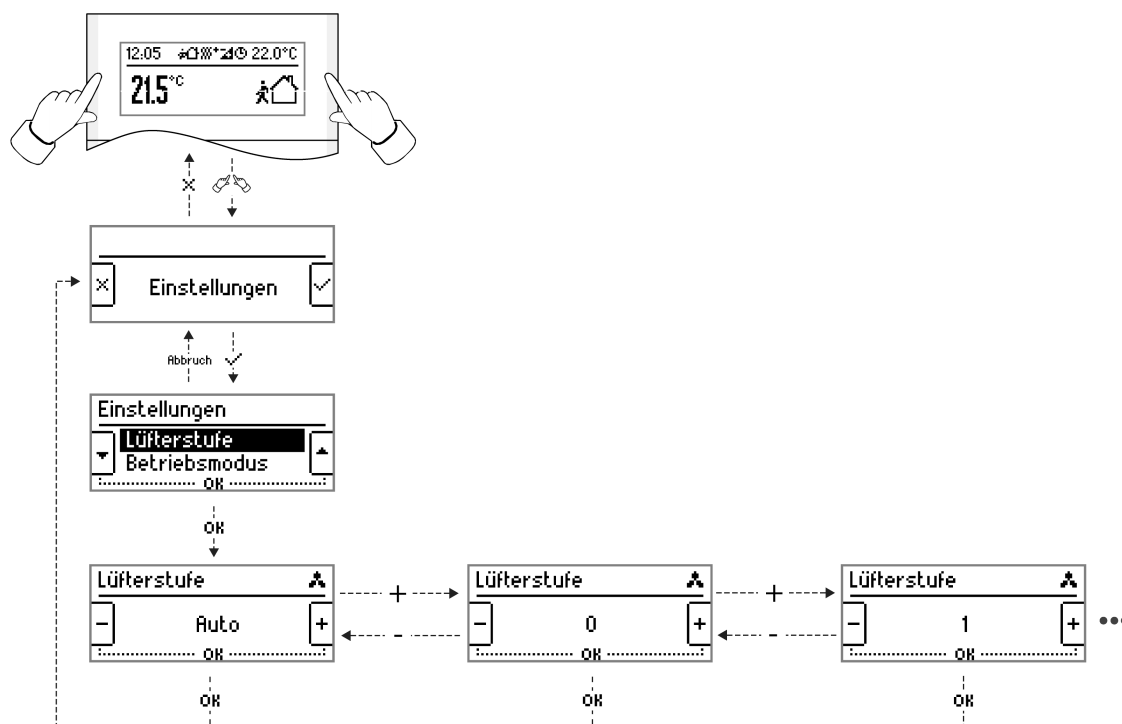 12:05 22.0°C
21.5°C
Einstellungen
Abbruch
Einstellungen
Lüfterstufe
Betriebsmodus
OK
OK
Lüfterstufe
- Auto +
OK
+
-
Lüfterstufe
- 0 +
OK
+
-
Lüfterstufe
- 1 +
OK
...
OK
OK
OK